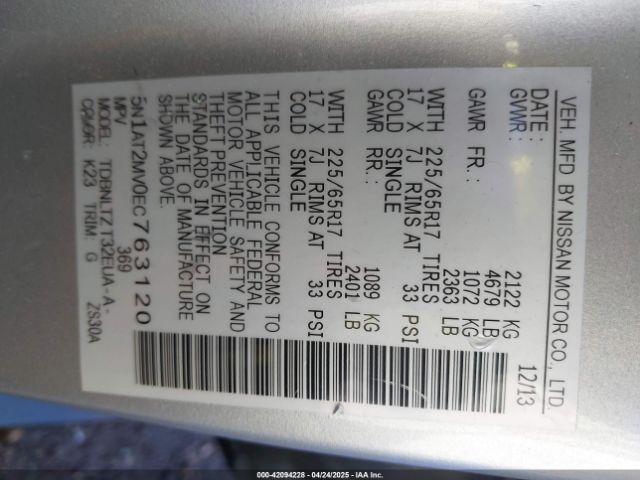 VEH. MFD BY NISSAN MOTOR CO., LTD.
DATE: 12/13
GVWR: 2122 KG
4679 LB
GAWR FR.: 1072 KG
2363 LB
WITH 225/65R17 TIRES
17 X 7J RIMS AT 33 PSI
COLD SINGLE
GAWR RR.: 1089 KG
2401 LB
WITH 225/65R17 TIRES
17 X 7J RIMS AT 33 PSI
COLD SINGLE
THIS VEHICLE CONFORMS TO
ALL APPLICABLE FEDERAL
MOTOR VEHICLE SAFETY AND
THEFT PREVENTION
STANDARDS IN EFFECT ON
THE DATE OF MANUFACTURE
SHOWN ABOVE.
5N1AT2MV0EC763120
MPV 369
MODEL: TDBNLTZ T32EUA-A-
K23 TRIM: G ZS30A
000-42094228 - 04/24/2025 - IAA Inc.